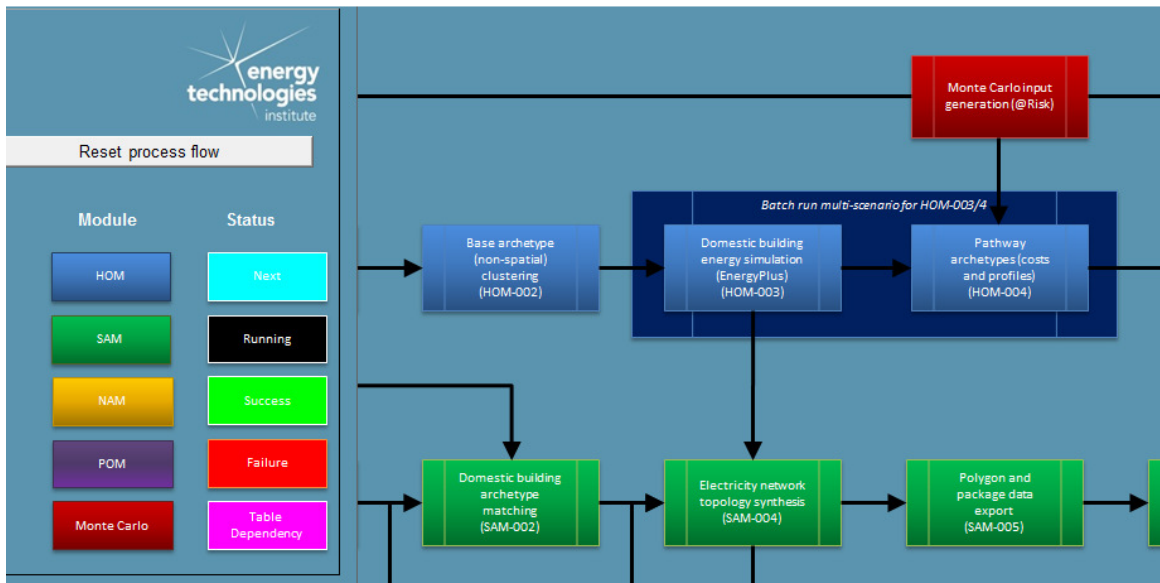 energy
technologies
institute
Reset process flow
Module
Status
HOM
Next
SAM
Running
NAM
Success
POM
Failure
Monte Carlo
Table
Dependency
Monte Carlo input
generation (@Risk)
Batch run multi-scenario for HOM-003/4
Base archetype
(non-spatial)
clustering
(HOM-002)
Domestic building
energy simulation
(EnergyPlus)
(HOM-003)
Pathway
archetypes (costs
and profiles)
(HOM-004)
Domestic building
archetype
matching
(SAM-002)
Electricity network
topology synthesis
(SAM-004)
Polygon and
package data
export
(SAM-005)